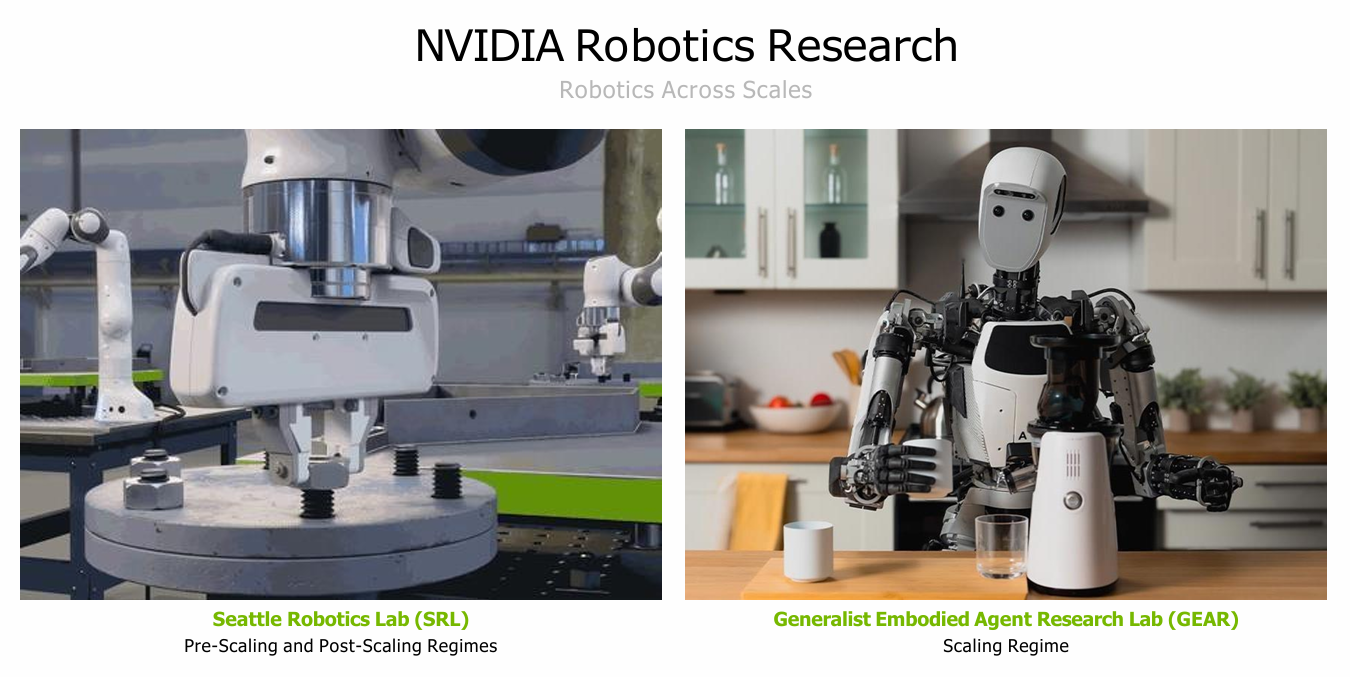 NVIDIA Robotics Research
Robotics Across Scales
Seattle Robotics Lab (SRL)
Pre-Scaling and Post-Scaling Regimes
Generalist Embodied Agent Research Lab (GEAR)
Scaling Regime